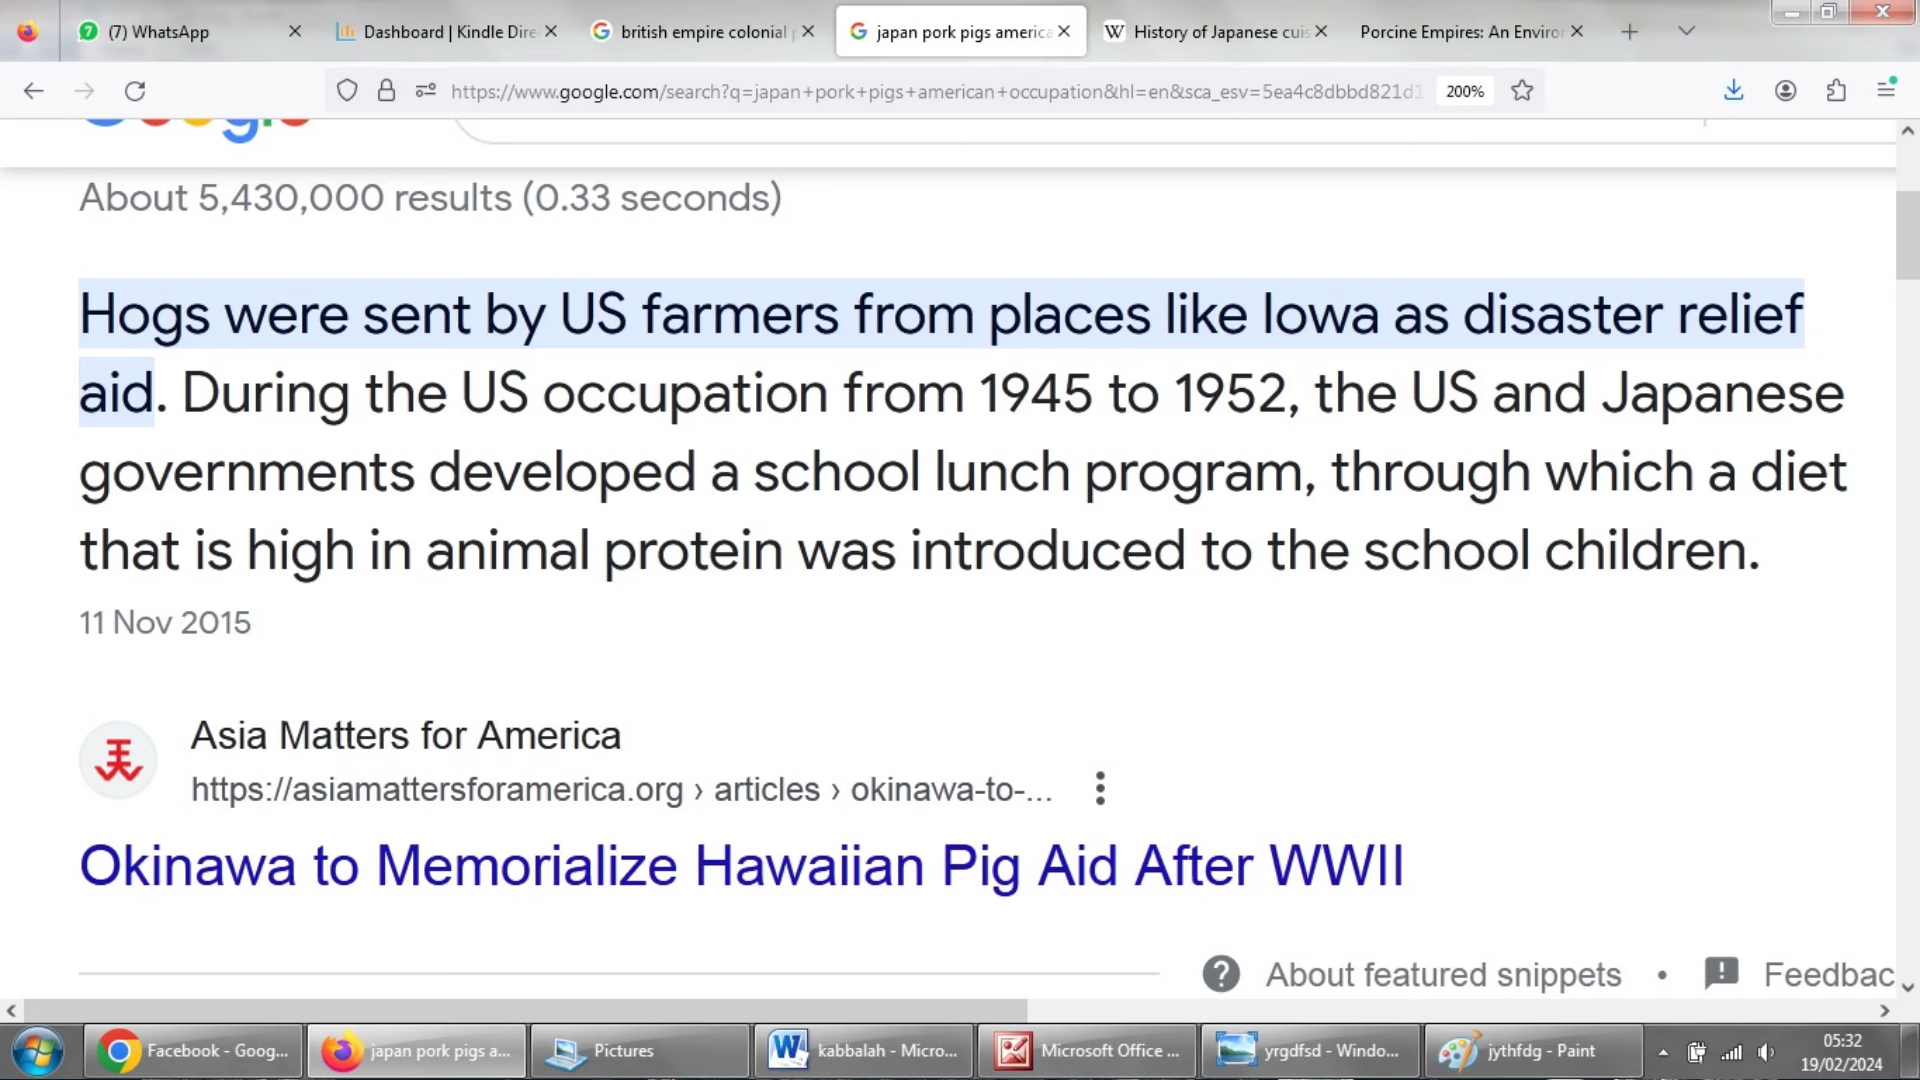 (7) WhatsApp
Dashboard | Kindle Dire
british empire colonial
japan pork pigs america
History of Japanese cuis
Porcine Empires: An Enviro
https://www.google.com/search?q=japan+pork+pigs+american+occupation&hl=en&sca_esv=5ea4c8dbbd821d1
200%
Google
About 5,430,000 results (0.33 seconds)
Hogs were sent by US farmers from places like Iowa as disaster relief
aid. During the US occupation from 1945 to 1952, the US and Japanese
governments developed a school lunch program, through which a diet
that is high in animal protein was introduced to the school children.
11 Nov 2015
Asia Matters for America
https://asiamattersforamerica.org › articles › okinawa-to-...
Okinawa to Memorialize Hawaiian Pig Aid After WWII
About featured snippets • Feedbac
Facebook - Goog...
japan pork pigs a...
Pictures
kabbalah - Micro...
Microsoft Office ...
yrgdfsd - Windo...
jythfdg - Paint
05:32
19/02/2024